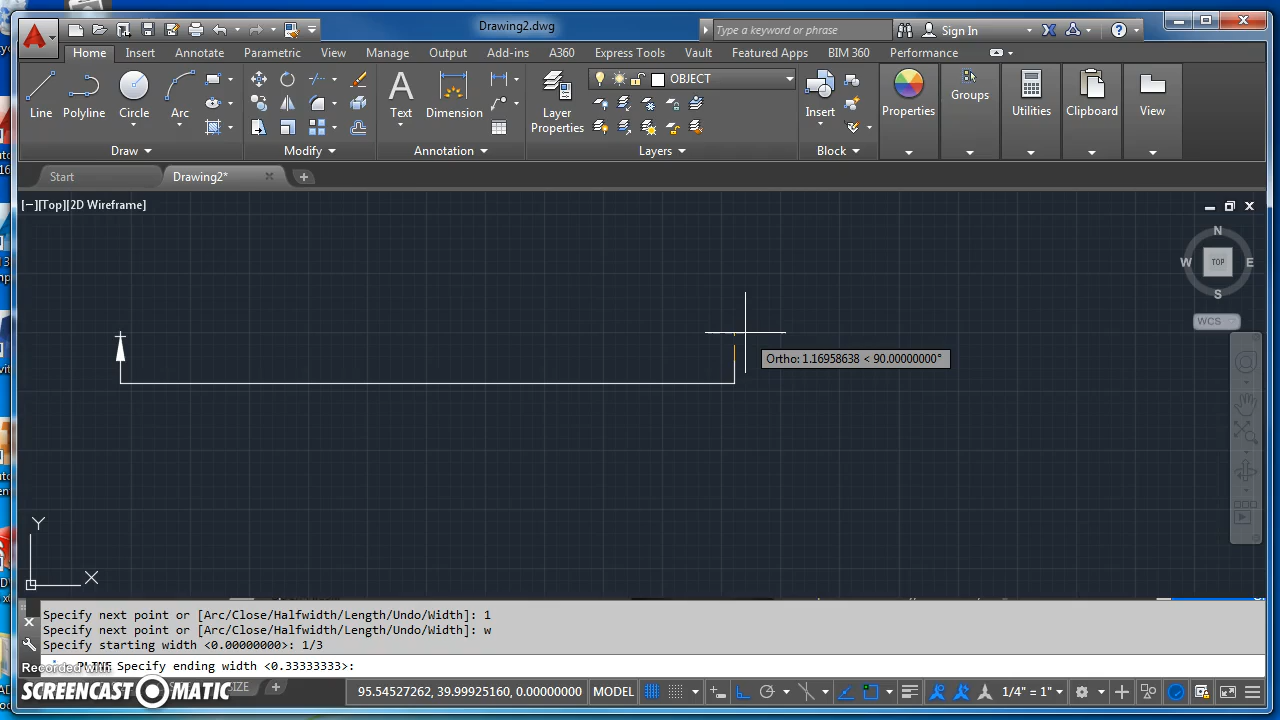 Drawing2.dwg
Type a keyword or phrase
Sign In
Home Insert Annotate Parametric View Manage Output Add-ins A360 Express Tools Vault Featured Apps BIM 360 Performance
OBJECT
Line Polyline Circle Arc Text Dimension Layer Properties Insert Properties Groups Utilities Clipboard View
Draw Modify Annotation Layers Block
Start Drawing2*
[−][Top][2D Wireframe]
N
W TOP E
S
WCS
Ortho: 1.16958638 < 90.00000000°
Y
X
Specify next point or [Arc/Close/Halfwidth/Length/Undo/Width]: 1
Specify next point or [Arc/Close/Halfwidth/Length/Undo/Width]: w
Specify starting width <0.00000000>: 1/3
PLINE Specify ending width <0.33333333>:
Recorded with
SCREENCAST MATIC
SIZE
95.54527262, 39.99925160, 0.00000000 MODEL 1/4" = 1"